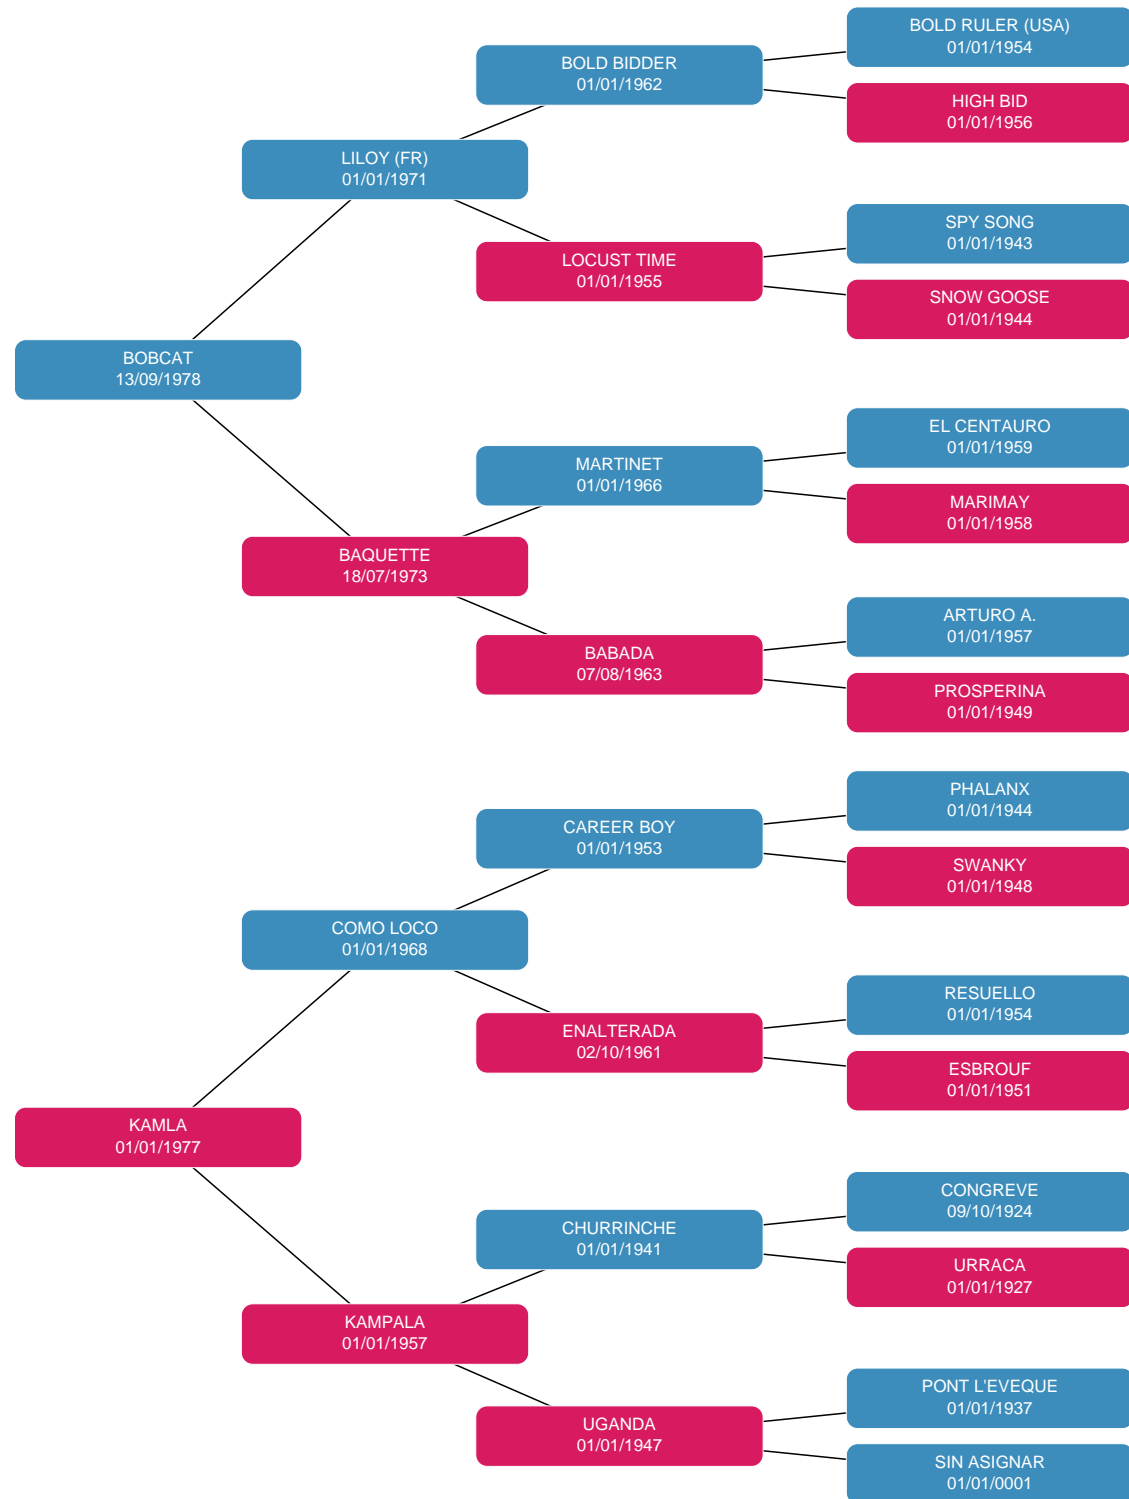 BOLD RULER (USA)
01/01/1954
BOLD BIDDER
01/01/1962
HIGH BID
01/01/1956
LILOY (FR)
01/01/1971
SPY SONG
01/01/1943
LOCUST TIME
01/01/1955
SNOW GOOSE
01/01/1944
BOBCAT
13/09/1978
EL CENTAURO
01/01/1959
MARTINET
01/01/1966
MARIMAY
01/01/1958
BAQUETTE
18/07/1973
ARTURO A.
01/01/1957
BABADA
07/08/1963
PROSPERINA
01/01/1949
PHALANX
01/01/1944
CAREER BOY
01/01/1953
SWANKY
01/01/1948
COMO LOCO
01/01/1968
RESUELLO
01/01/1954
ENALTERADA
02/10/1961
ESBROUF
01/01/1951
KAMLA
01/01/1977
CONGREVE
09/10/1924
CHURRINCHE
01/01/1941
URRACA
01/01/1927
KAMPALA
01/01/1957
PONT L'EVEQUE
01/01/1937
UGANDA
01/01/1947
SIN ASIGNAR
01/01/0001